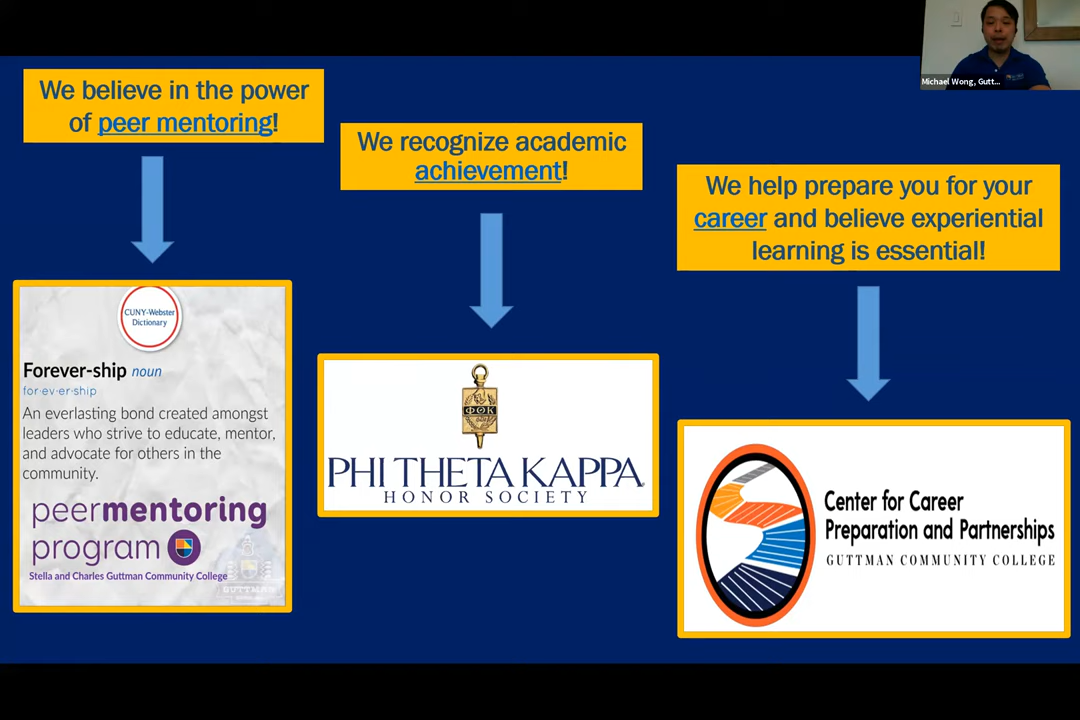 Michael Wong, Gutt...
We believe in the power
of peer mentoring!
We recognize academic
achievement!
We help prepare you for your
career and believe experiential
learning is essential!
CUNY-Webster
Dictionary
Forever-ship noun
for·ev·er·ship
An everlasting bond created amongst
leaders who strive to educate, mentor,
and advocate for others in the
community.
peermentoring
program
Stella and Charles Guttman Community College
GUTTMAN
ΦΘΚ
PHI THETA KAPPA
HONOR SOCIETY
Center for Career
Preparation and Partnerships
GUTTMAN COMMUNITY COLLEGE